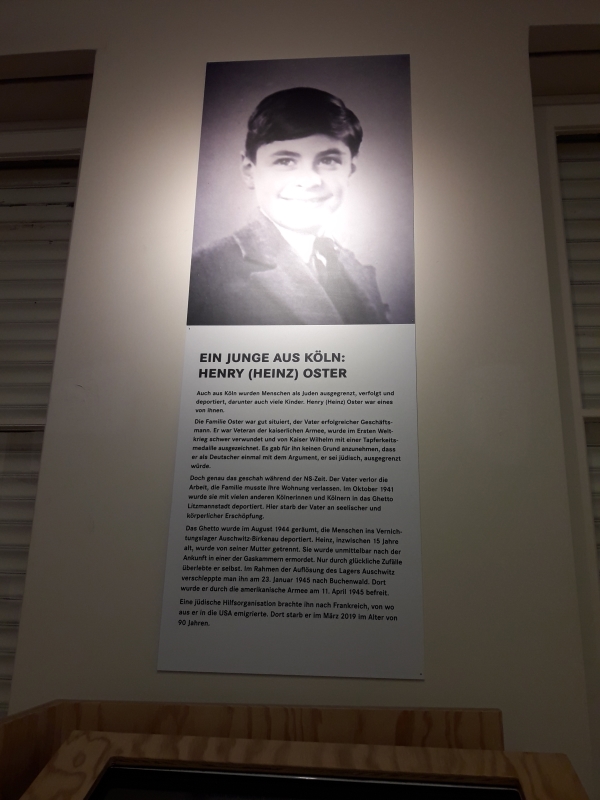 EIN JUNGE AUS KÖLN:
HENRY (HEINZ) OSTER
Auch aus Köln wurden Menschen als Juden ausgegrenzt, verfolgt und
deportiert, darunter auch viele Kinder. Henry (Heinz) Oster war eines
von ihnen.
Die Familie Oster war gut situiert, der Vater erfolgreicher Geschäfts-
mann. Er war Veteran der kaiserlichen Armee, wurde im Ersten Welt-
krieg schwer verwundet und von Kaiser Wilhelm mit einer Tapferkeits-
medaille ausgezeichnet. Es gab für ihn keinen Grund anzunehmen, dass
er als Deutscher einmal mit dem Argument, er sei jüdisch, ausgegrenzt
würde.
Doch genau das geschah während der NS-Zeit. Der Vater verlor die
Arbeit, die Familie musste ihre Wohnung verlassen. Im Oktober 1941
wurde sie mit vielen anderen Kölnerinnen und Kölnern in das Ghetto
Litzmannstadt deportiert. Hier starb der Vater an seelischer und
körperlicher Erschöpfung.
Das Ghetto wurde im August 1944 geräumt, die Menschen ins Vernich-
tungslager Auschwitz-Birkenau deportiert. Heinz, inzwischen 15 Jahre
alt, wurde von seiner Mutter getrennt. Sie wurde unmittelbar nach der
Ankunft in einer der Gaskammern ermordet. Nur durch glückliche Zufälle
überlebte er selbst. Im Rahmen der Auflösung des Lagers Auschwitz
verschleppte man ihn am 23. Januar 1945 nach Buchenwald. Dort
wurde er durch die amerikanische Armee am 11. April 1945 befreit.
Eine jüdische Hilfsorganisation brachte ihn nach Frankreich, von wo
aus er in die USA emigrierte. Dort starb er im März 2019 im Alter von
90 Jahren.